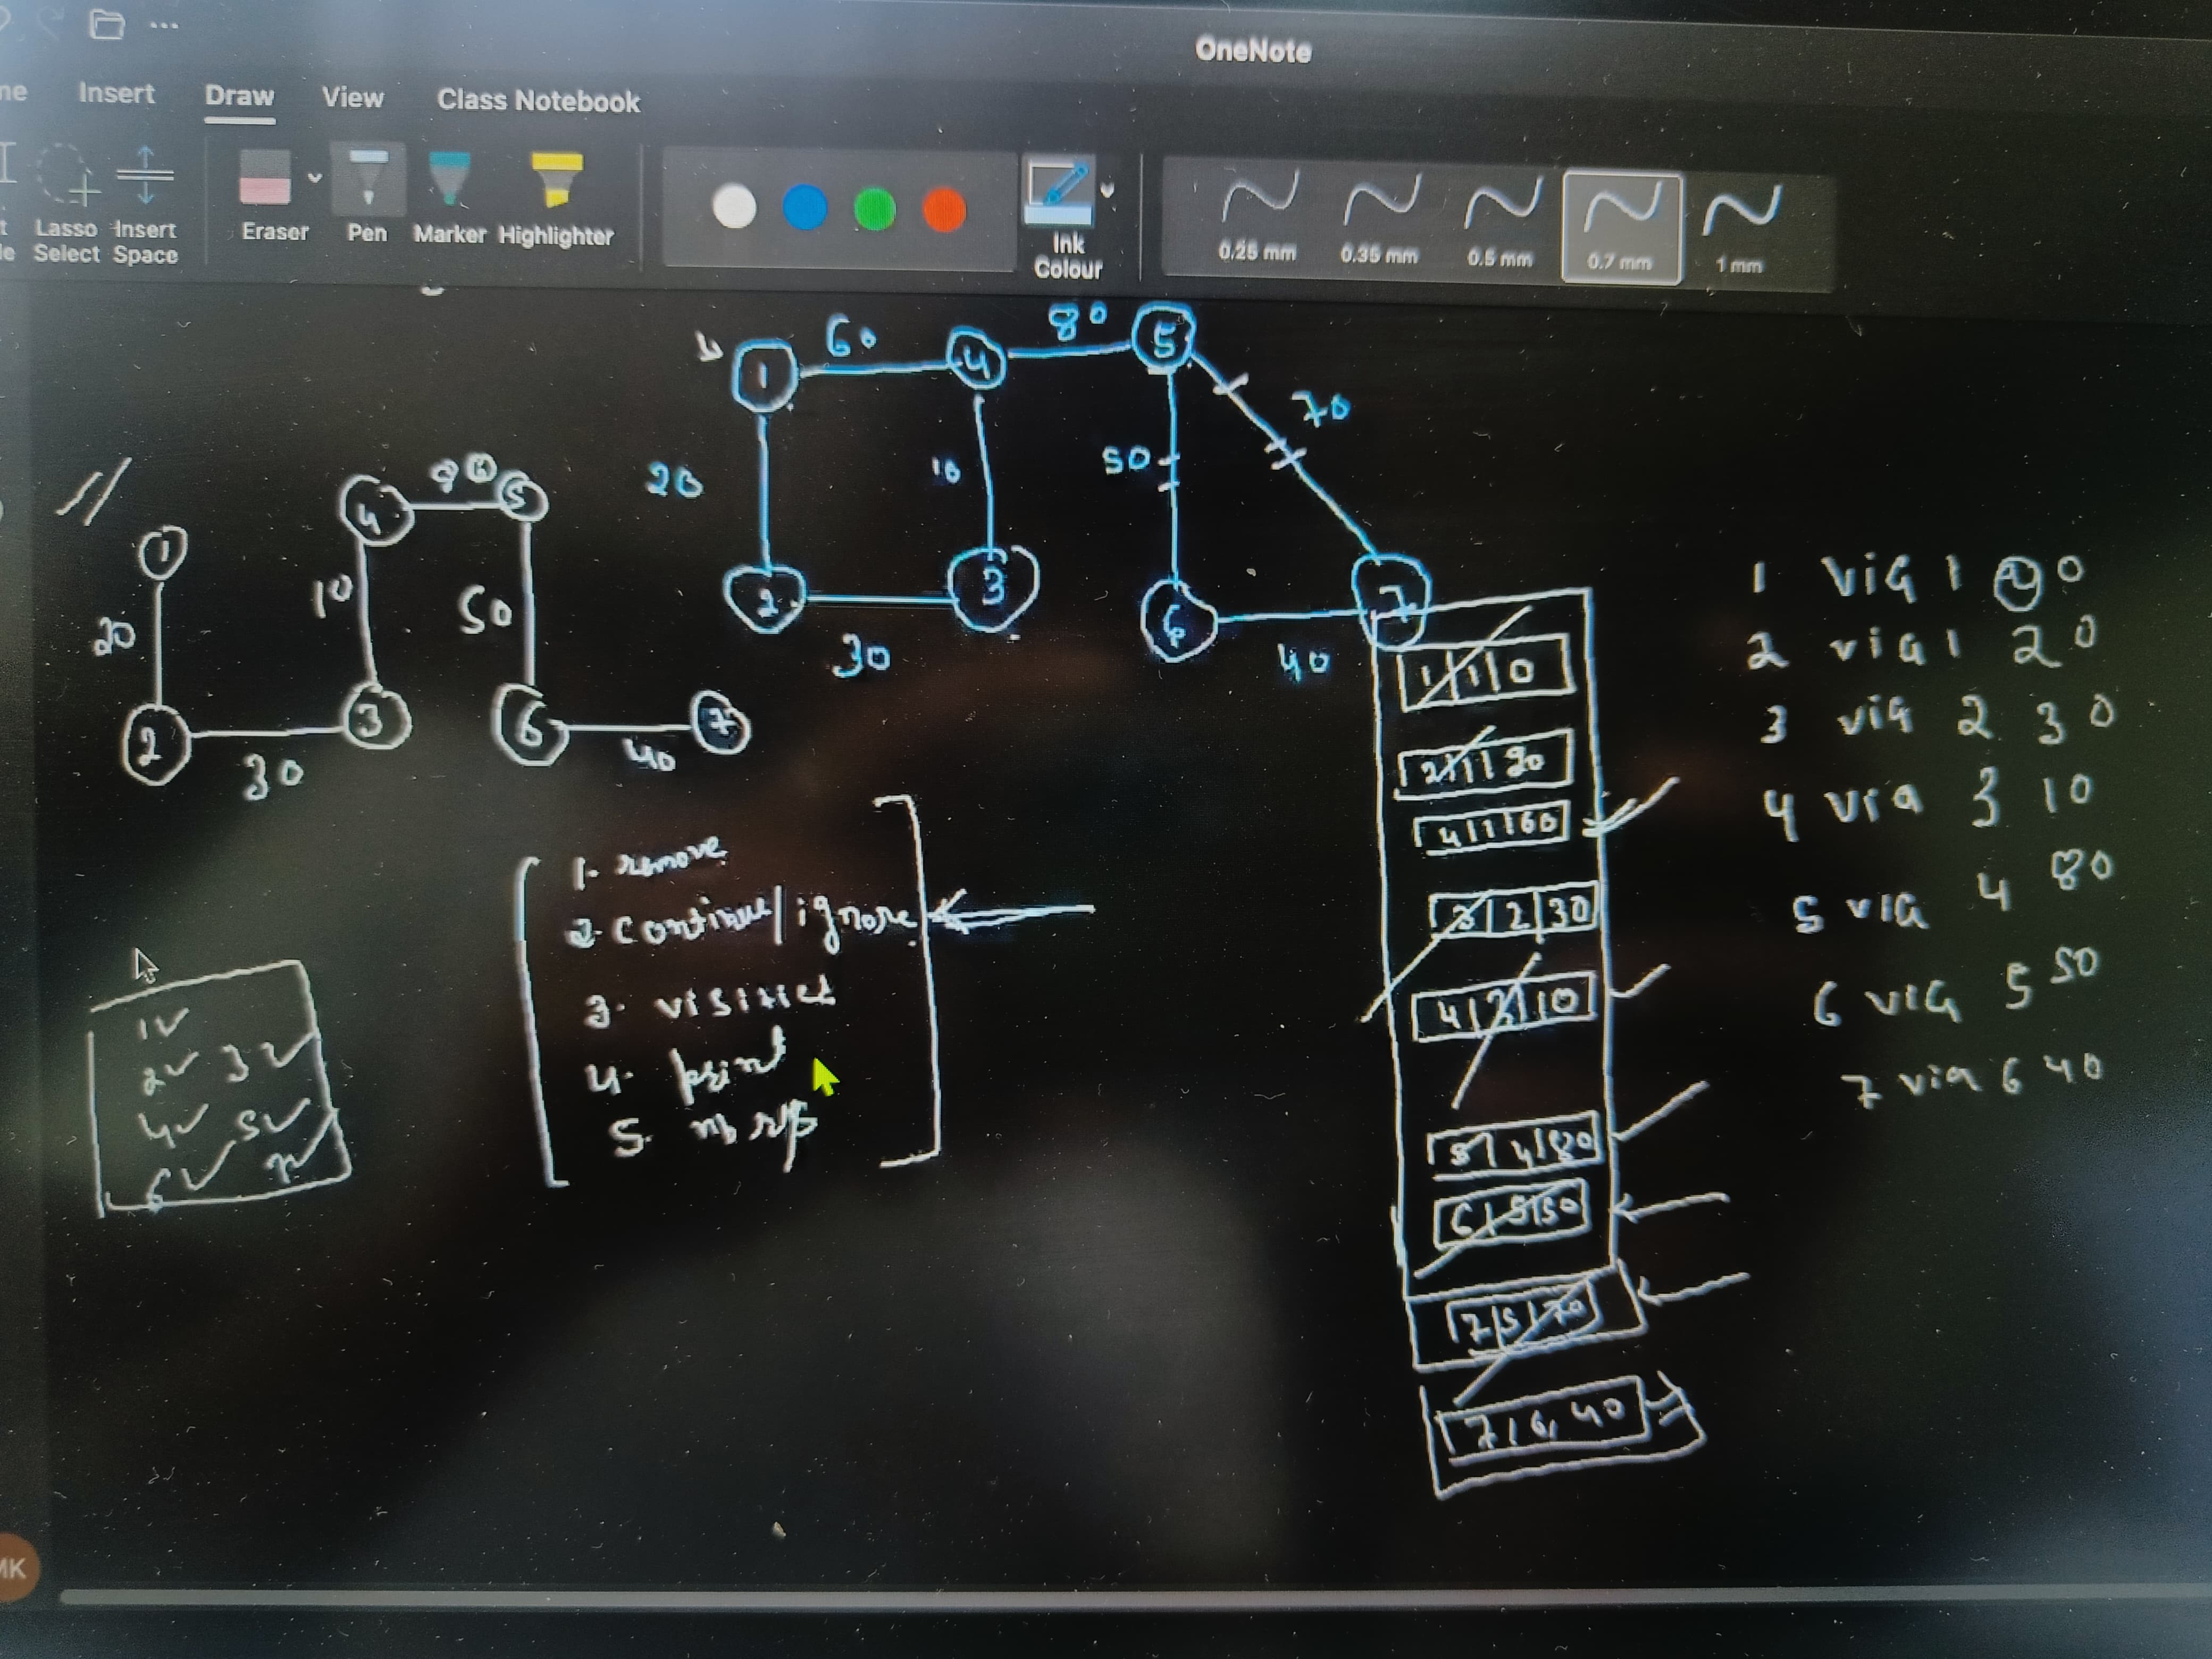 OneNote
Insert Draw View Class Notebook
Eraser Pen Marker Highlighter
Lasso Select
Insert Space
Ink Colour
0.25 mm 0.35 mm 0.5 mm 0.7 mm 1 mm
1 60 4 80 5
20 10 50 70
2 30 3 6 40 7
1 4 5
20 10 50
2 30 3 6 40 7
1. remove
2. continue/ignore
3.
4. print
5.
1✓
2✓ 3✓
4✓ 5✓
6✓ 7✓
1|1|0
2|1|20
4|1|60
3|2|30
4|3|10
5|4|80
6|5|50
7|5|70
7|6|40
1 via 1 0
2 via 1 20
3 via 2 30
4 via 3 10
5 via 4 80
6 via 5 50
7 via 6 40
MK